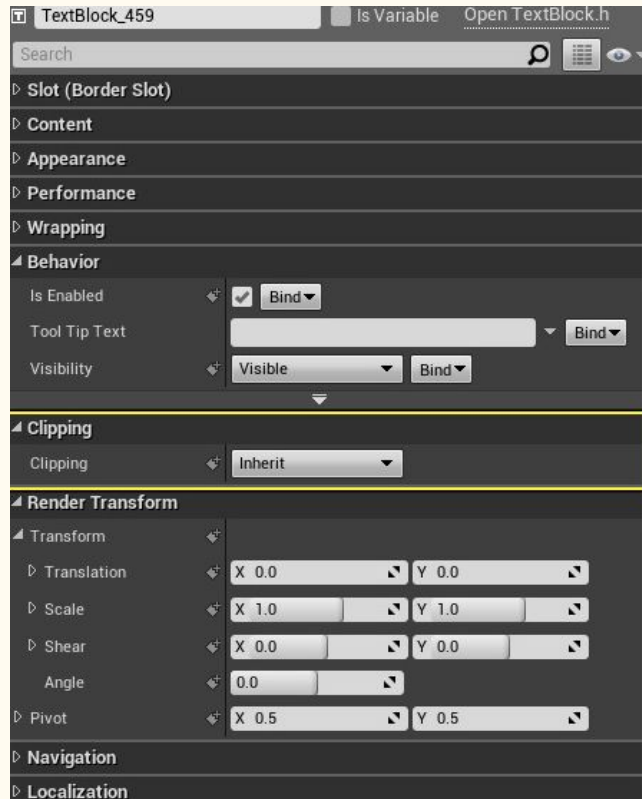 T TextBlock_459 Is Variable Open TextBlock.h
Search
Slot (Border Slot)
Content
Appearance
Performance
Wrapping
Behavior
Is Enabled Bind
Tool Tip Text Bind
Visibility Visible Bind
Clipping
Clipping Inherit
Render Transform
Transform
Translation X 0.0 Y 0.0
Scale X 1.0 Y 1.0
Shear X 0.0 Y 0.0
Angle 0.0
Pivot X 0.5 Y 0.5
Navigation
Localization